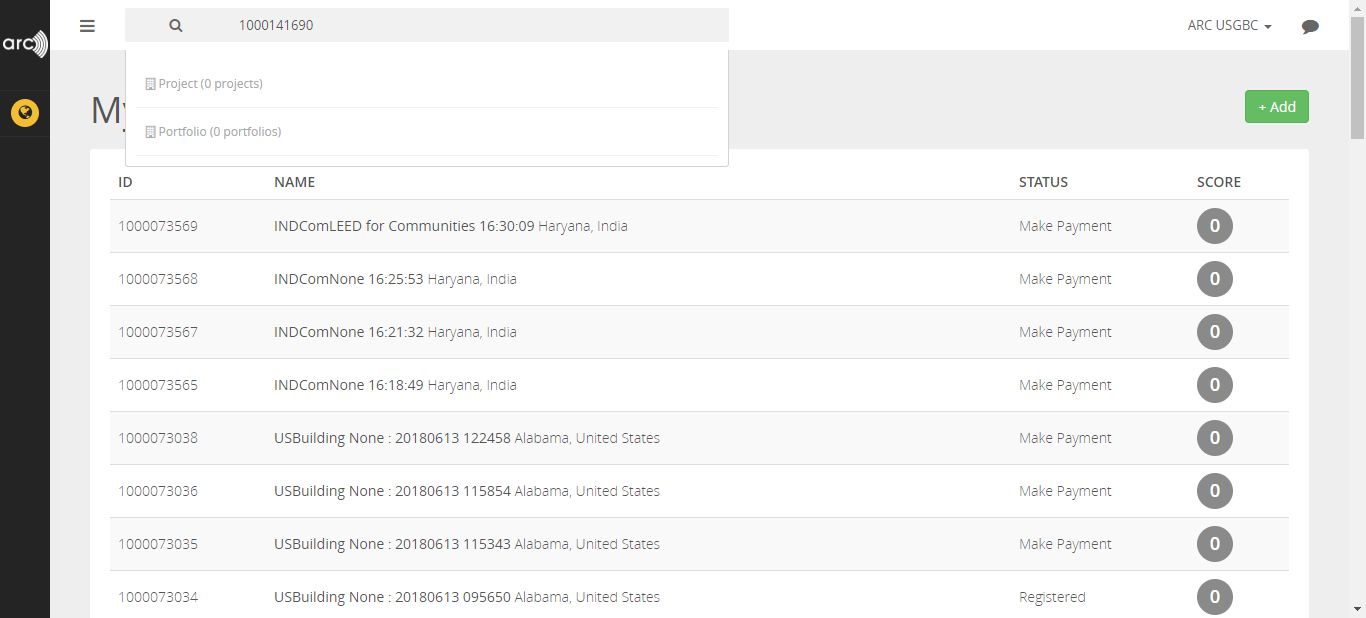 arc
1000141690
ARC USGBC
Project (0 projects)
Portfolio (0 portfolios)
My
+ Add
ID NAME STATUS SCORE
1000073569 INDComLEED for Communities 16:30:09 Haryana, India Make Payment 0
1000073568 INDComNone 16:25:53 Haryana, India Make Payment 0
1000073567 INDComNone 16:21:32 Haryana, India Make Payment 0
1000073565 INDComNone 16:18:49 Haryana, India Make Payment 0
1000073038 USBuilding None : 20180613 122458 Alabama, United States Make Payment 0
1000073036 USBuilding None : 20180613 115854 Alabama, United States Make Payment 0
1000073035 USBuilding None : 20180613 115343 Alabama, United States Make Payment 0
1000073034 USBuilding None : 20180613 095650 Alabama, United States Registered 0